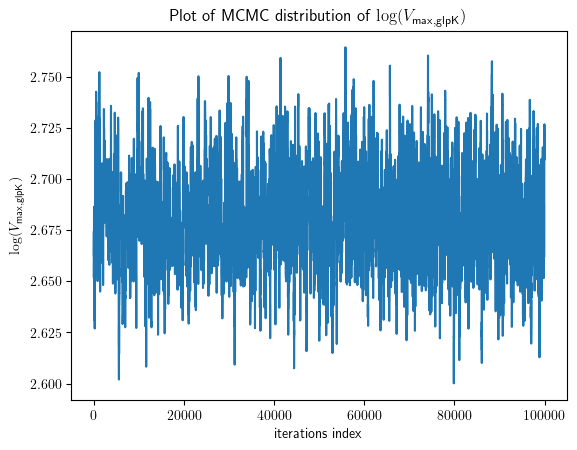 Plot of MCMC distribution of log(V_max,glpK)
log(V_max,glpK)
2.750
2.725
2.700
2.675
2.650
2.625
2.600
0 20000 40000 60000 80000 100000
iterations index